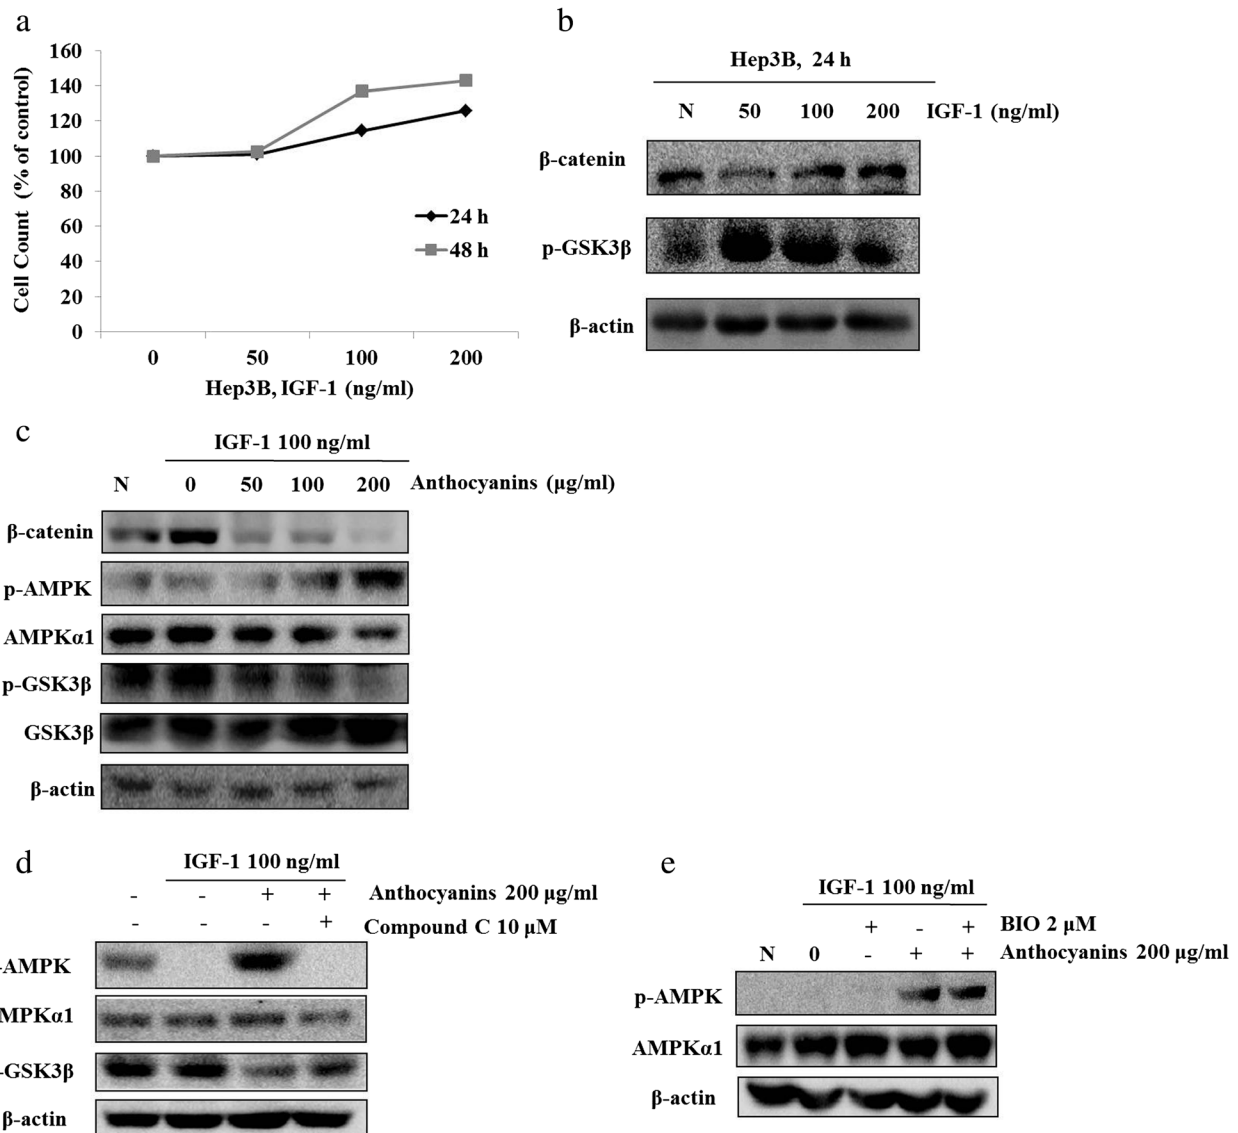 a
160
140
120
100
80
60
40
20
0
Cell Count (% of control)
24 h
48 h
0 50 100 200
Hep3B, IGF-1 (ng/ml)
b
Hep3B, 24 h
N 50 100 200 IGF-1 (ng/ml)
β-catenin
p-GSK3β
β-actin
c
IGF-1 100 ng/ml
N 0 50 100 200 Anthocyanins (μg/ml)
β-catenin
p-AMPK
AMPKα1
p-GSK3β
GSK3β
β-actin
d
IGF-1 100 ng/ml
- - + + Anthocyanins 200 μg/ml
- - - + Compound C 10 μM
-AMPK
MPKα1
-GSK3β
β-actin
e
IGF-1 100 ng/ml
+ - + BIO 2 μM
N 0 - + + Anthocyanins 200 μg/ml
p-AMPK
AMPKα1
β-actin